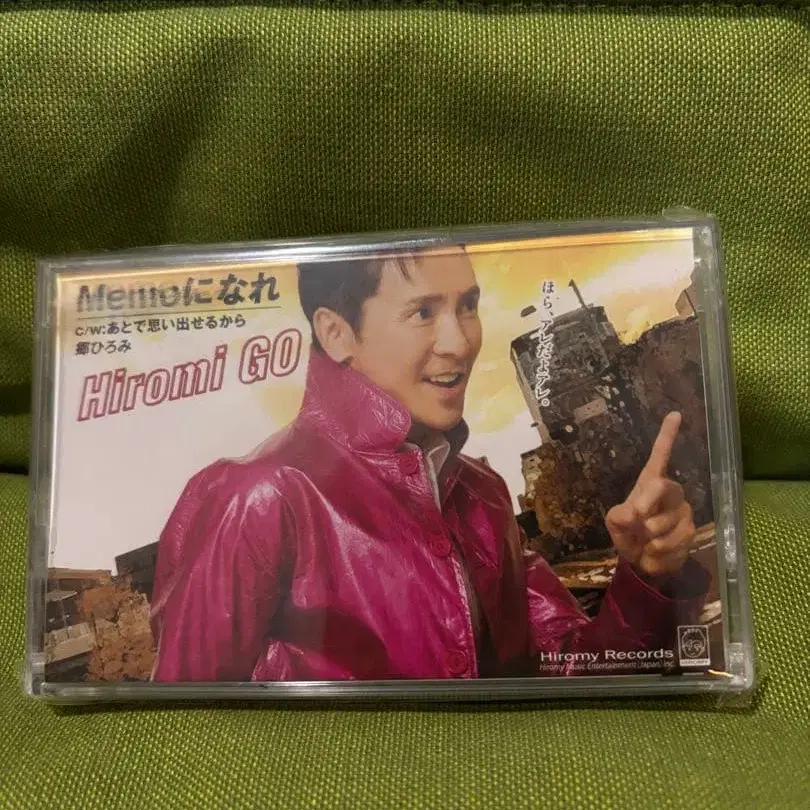 Memoになれ
c/w:あとで思い出せるから
郷ひろみ
Hiromi GO
ほら、アレだよアレ。
Hiromy Records
Hiromy Music Entertainment (Japan) Inc.
HIROMY